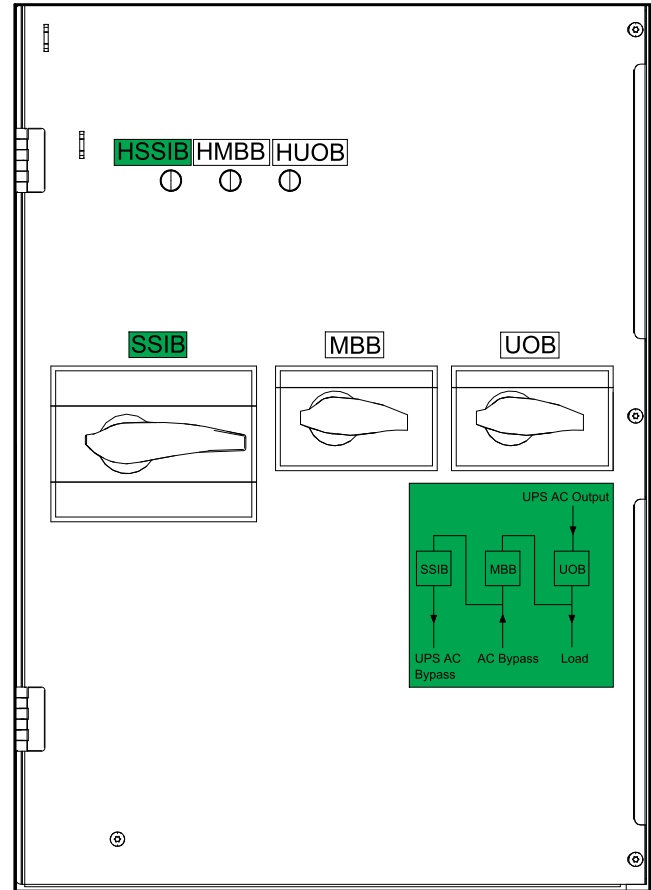 HSSIB HMBB HUOB
SSIB MBB UOB
UPS AC Output
SSIB MBB UOB
UPS AC AC Bypass Load
Bypass